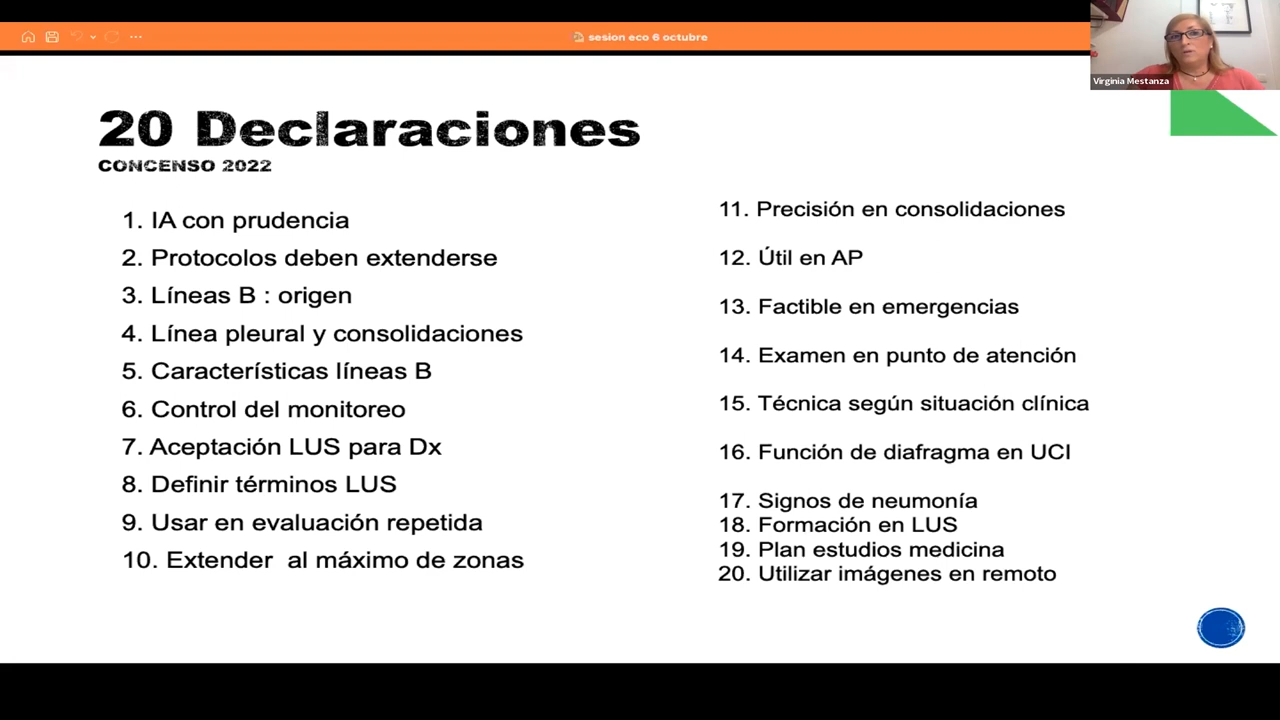 sesion eco 6 octubre
Virginia Mestanza
20 Declaraciones
CONCENSO 2022
1. IA con prudencia
2. Protocolos deben extenderse
3. Líneas B : origen
4. Línea pleural y consolidaciones
5. Características líneas B
6. Control del monitoreo
7. Aceptación LUS para Dx
8. Definir términos LUS
9. Usar en evaluación repetida
10. Extender al máximo de zonas
11. Precisión en consolidaciones
12. Útil en AP
13. Factible en emergencias
14. Examen en punto de atención
15. Técnica según situación clínica
16. Función de diafragma en UCI
17. Signos de neumonía
18. Formación en LUS
19. Plan estudios medicina
20. Utilizar imágenes en remoto